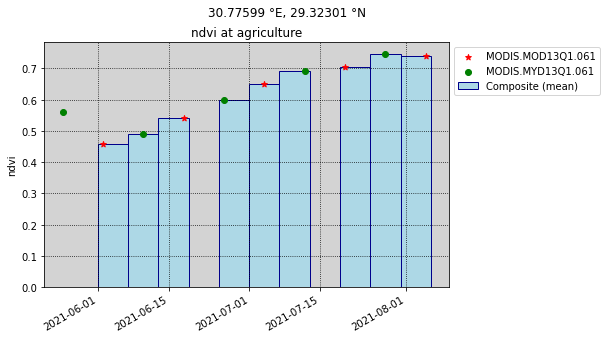 30.77599 °E, 29.32301 °N
ndvi at agriculture
MODIS.MOD13Q1.061
MODIS.MYD13Q1.061
Composite (mean)
ndvi
0.7
0.6
0.5
0.4
0.3
0.2
0.1
0.0
2021-06-01
2021-06-15
2021-07-01
2021-07-15
2021-08-01